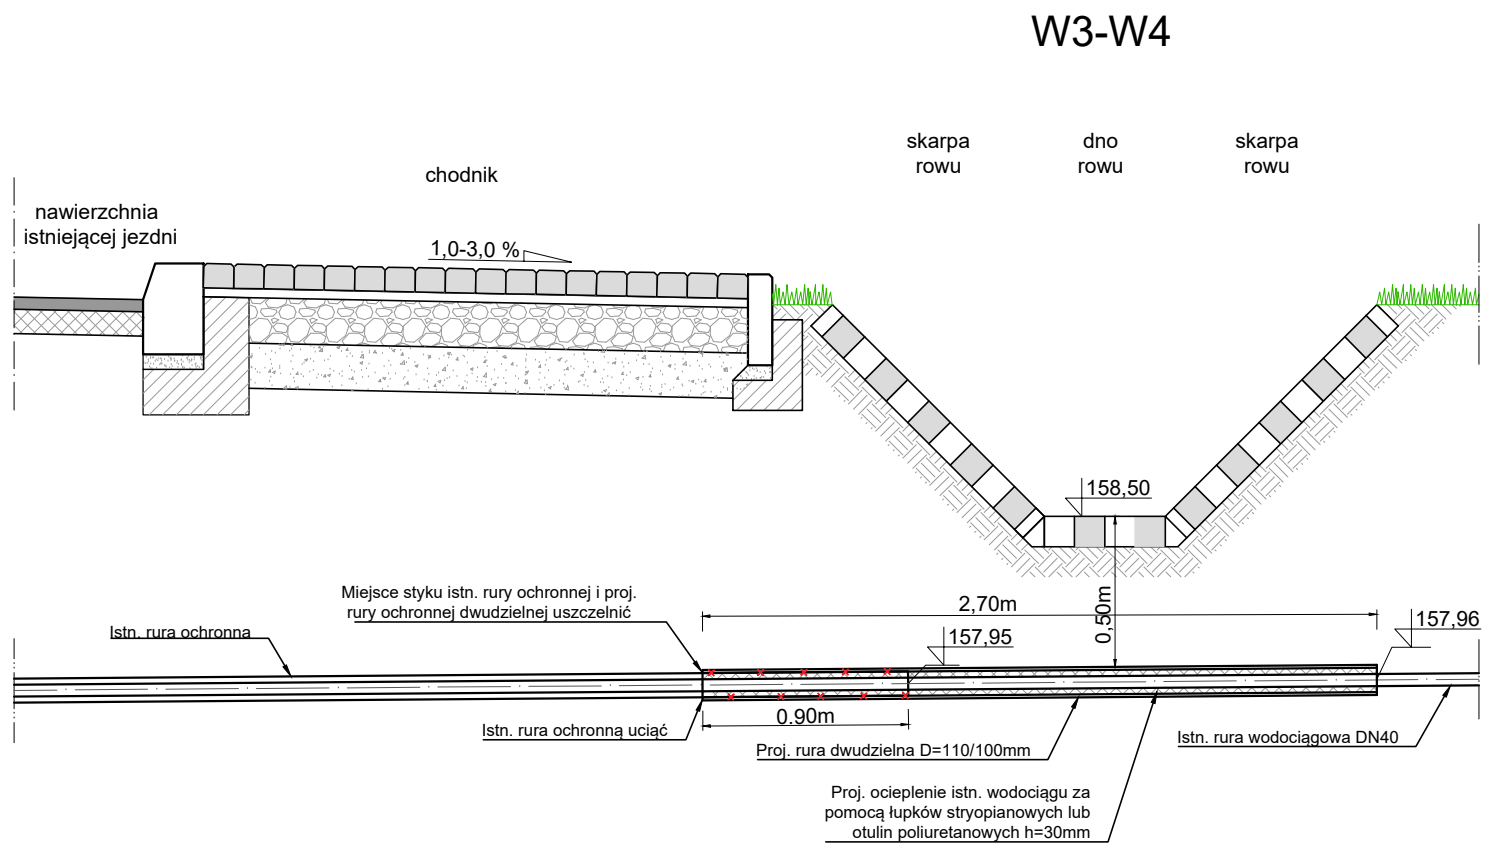 W3-W4
skarpa
rowu
dno
rowu
skarpa
rowu
chodnik
nawierzchnia
istniejącej jezdni
1,0-3,0 %
158,50
Miejsce styku istn. rury ochronnej i proj.
rury ochronnej dwudzielnej uszczelnić
2,70m
0,50m
157,96
Istn. rura ochronna
157,95
0.90m
Istn. rura ochronną uciąć
Proj. rura dwudzielna D=110/100mm
Istn. rura wodociągowa DN40
Proj. ocieplenie istn. wodociągu za
pomocą łupków stryopianowych lub
otulin poliuretanowych h=30mm